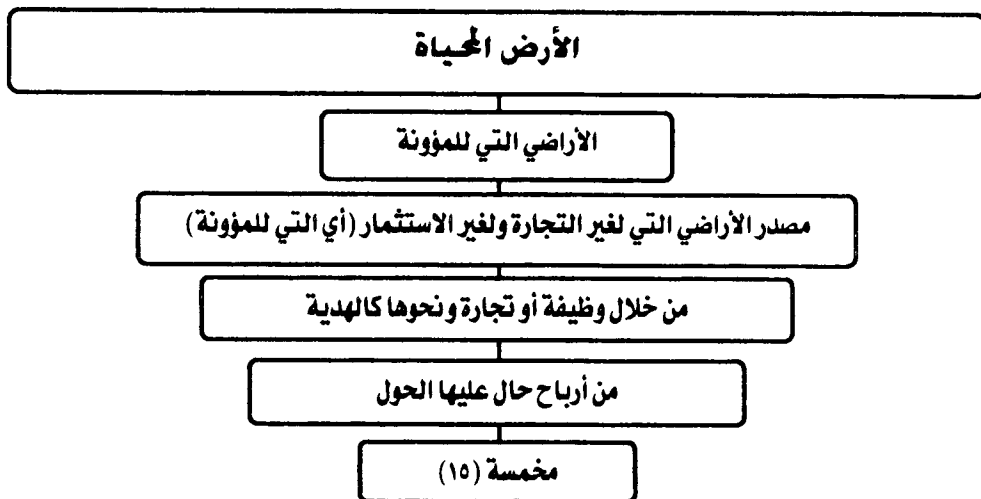 الأرض المحياة
الأراضي التي للمؤونة
مصدر الأراضي التي لغير التجارة ولغير الاستثمار (أي التي للمؤونة)
من خلال وظيفة أو تجارة ونحوها كالهدية
من أرباح حال عليها الحول
مخمسة (١٥)